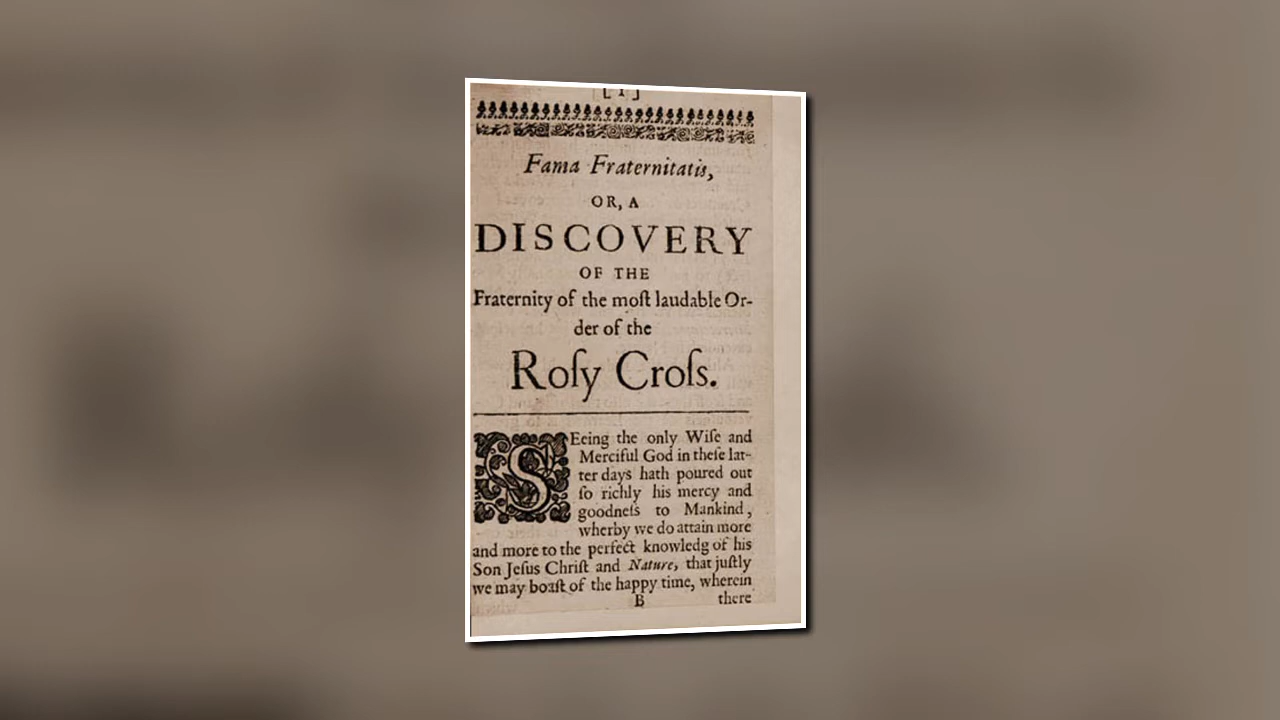 [ 1 ]
Fama Fraternitatis,
OR, A
DISCOVERY
OF THE
Fraternity of the moſt laudable Or-
der of the
Roſy Croſs.
SEeing the only Wiſe and
Merciful God in theſe lat-
ter days hath poured out
ſo richly his mercy and
goodneſs to Mankind,
wherby we do attain more
and more to the perfect knowledg of his
Son Jeſus Chriſt and Nature, that juſtly
we may boaſt of the happy time, wherein
B there